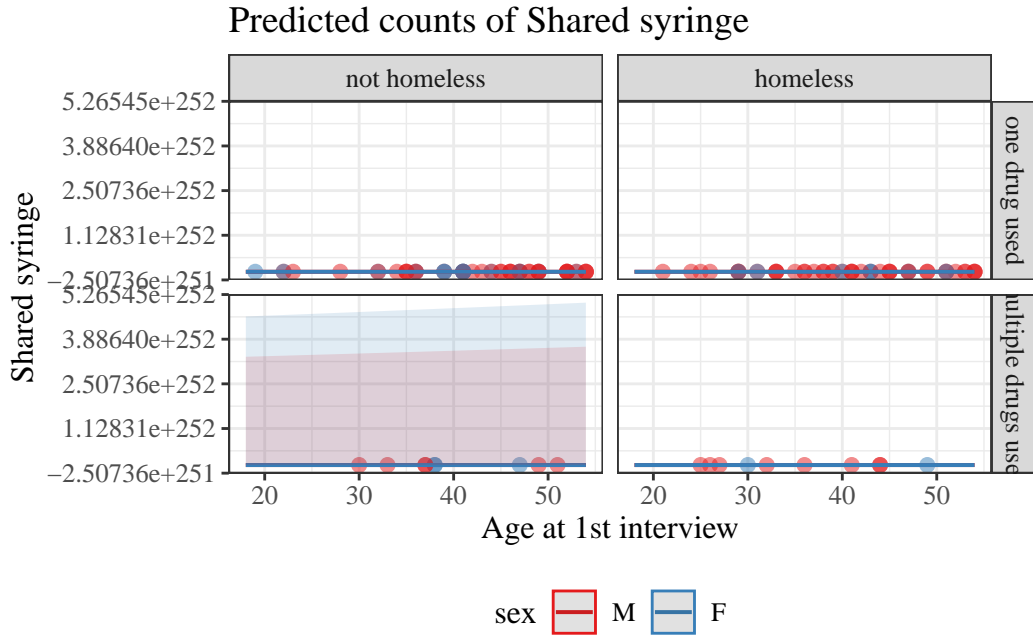 Predicted counts of Shared syringe
not homeless
homeless
5.26545e+252
3.88640e+252
2.50736e+252
1.12831e+252
−2.50736e+251
one drug used
5.26545e+252
3.88640e+252
2.50736e+252
1.12831e+252
−2.50736e+251
drugs
Shared syringe
20 30 40 50
20 30 40 50
Age at 1st interview
sex M F